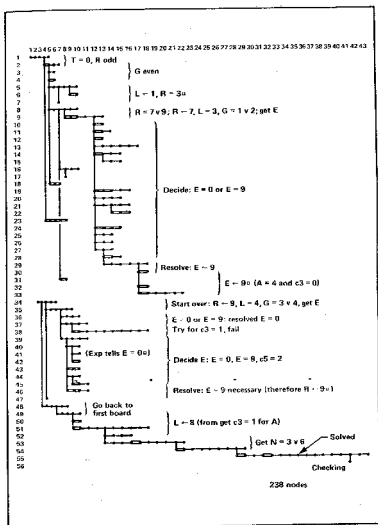 1 2 3 4 5 6 7 8 9 10 11 12 13 14 15 16 17 18 19 20 21 22 23 24 25 26 27 28 29 30 31 32 33 34 35 36 37 38 39 40 41 42 43
1
T = 0, R odd
2
3
G even
4
5
6
L ← 1, R = 3□
7
8
9
R = 7 v 9; R ← 7, L = 3, G = 1 v 2; get E
10
11
12
13
14
15
16
17
18
19
Decide: E = 0 or E = 9
20
21
22
23
24
25
26
27
28
29
Resolve: E ← 9
30
31
E ← 9□ (A = 4 and c3 = 0)
32
33
34
Start over: R ← 9, L = 4, G = 3 v 4, get E
35
36
E = 0 or E = 9: resolved E = 0
37
38
Try for c3 = 1, fail
39
40
41
(Exp tells E = 0□)
Decide E: E = 0, E = 9, c5 = 2
42
43
44
45
46
Resolve: E ← 9 necessary (therefore R ← 9□)
47
48
Go back to
first board
49
50
L ← 8 (from get c3 = 1 for A)
51
52
Get N = 3 v 6
Solved
53
54
55
Checking
56
238 nodes